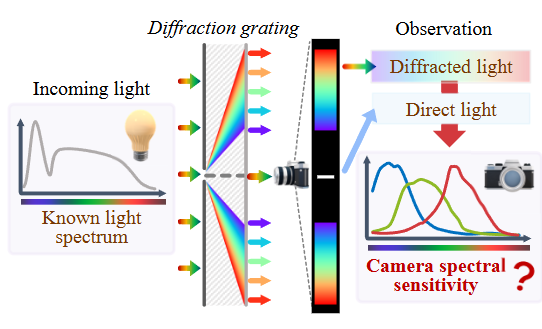 Diffraction grating
Observation
Incoming light
Diffracted light
Direct light
Known light
spectrum
Camera spectral
sensitivity ?